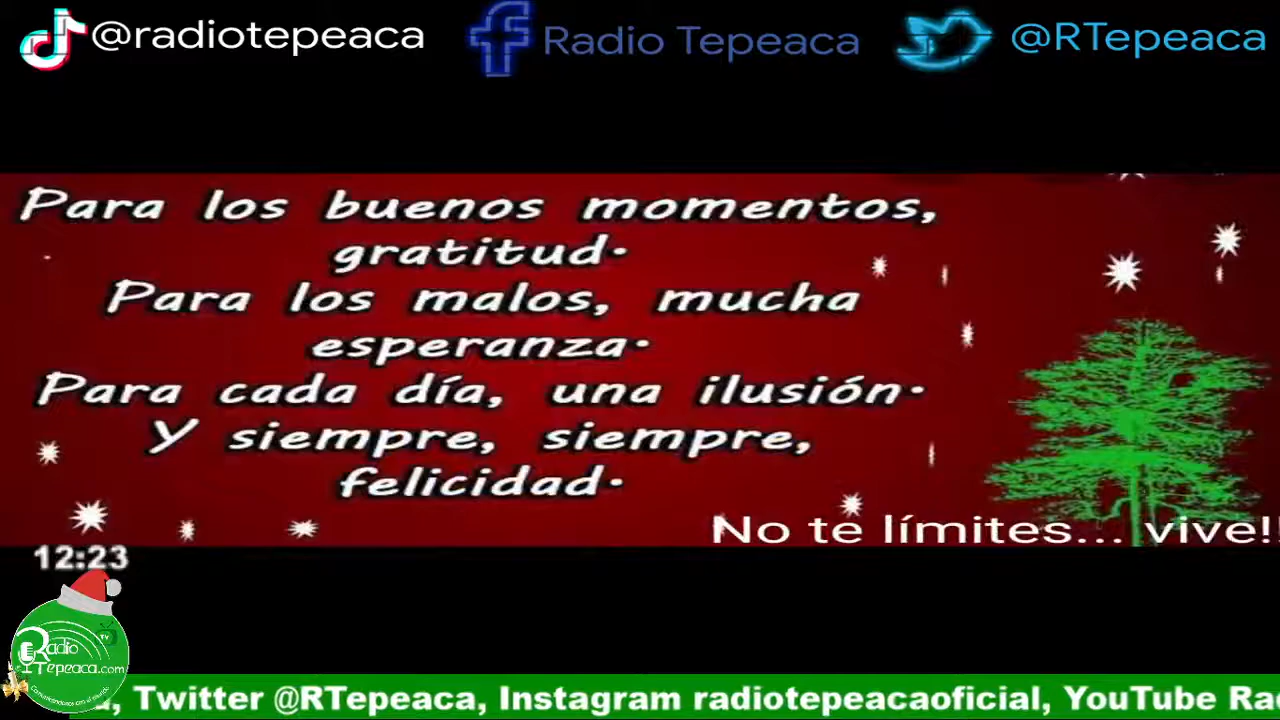 @radiotepeaca
Radio Tepeaca
@RTepeaca
Para los buenos momentos,
gratitud.
Para los malos, mucha
esperanza.
Para cada día, una ilusión.
Y siempre, siempre,
felicidad.
No te límites... vive!!
12:23
Radio
TV
Tepeaca.com
Twitter @RTepeaca, Instagram radiotepeacaoficial, YouTube Ra